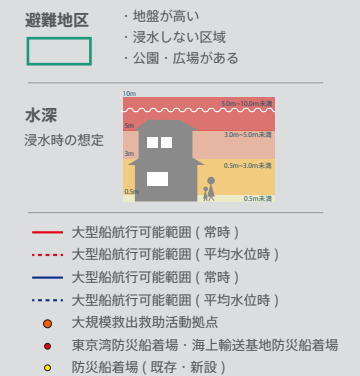 避難地区
・地盤が高い
・浸水しない区域
・公園・広場がある
水深
浸水時の想定
10m
5.0m~10.0m未満
5m
3.0m~5.0m未満
3m
0.5m~3.0m未満
0.5m
0.5m未満
大型船航行可能範囲 ( 常時 )
大型船航行可能範囲 ( 平均水位時 )
大型船航行可能範囲 ( 常時 )
大型船航行可能範囲 ( 平均水位時 )
大規模救出救助活動拠点
東京湾防災船着場・海上輸送基地防災船着場
防災船着場 ( 既存・新設 )